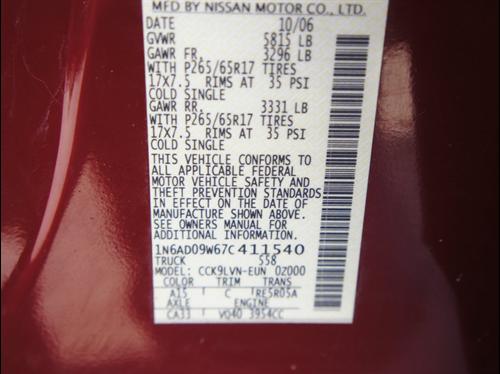 MFD BY NISSAN MOTOR CO., LTD.
DATE 10/06
GVWR 5815 LB
GAWR FR. 3296 LB
WITH P265/65R17 TIRES
17X7.5 RIMS AT 35 PSI
COLD SINGLE
GAWR RR. 3331 LB
WITH P265/65R17 TIRES
17X7.5 RIMS AT 35 PSI
COLD SINGLE
THIS VEHICLE CONFORMS TO
ALL APPLICABLE FEDERAL
MOTOR VEHICLE SAFETY AND
THEFT PREVENTION STANDARDS
IN EFFECT ON THE DATE OF
MANUFACTURE SHOWN ABOVE.
SEE OWNERS MANUAL FOR
ADDITIONAL INFORMATION
1N6AD09W67C411540
TRUCK 558
MODEL: CCK9LVN-EUN 02000
COLOR TRIM TRANS
A15 C RE5R05A
AXLE ENGINE
CA33 VQ40 3954CC